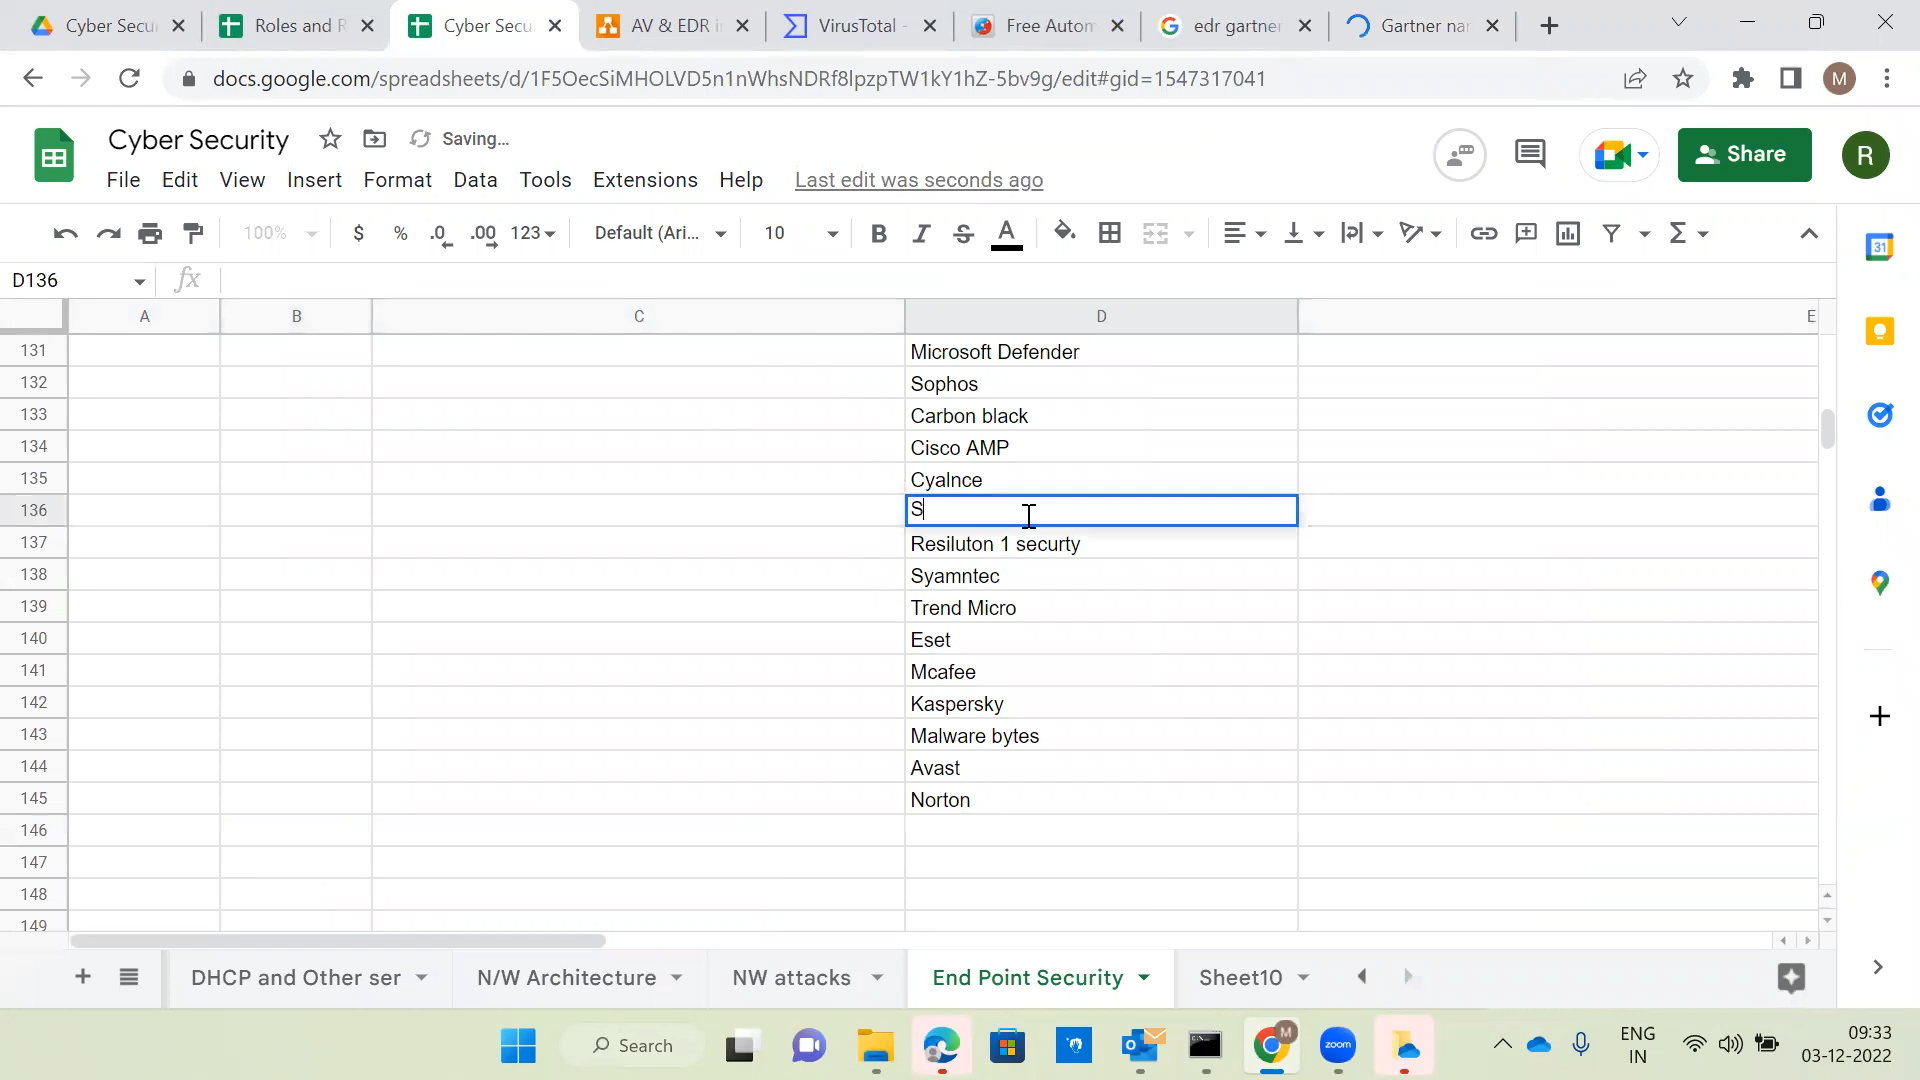 Cyber Secu
Roles and R
Cyber Secu
AV & EDR i
VirusTotal -
Free Autom
edr gartner
Gartner nar
docs.google.com/spreadsheets/d/1F5OecSiMHOLVD5n1nWhsNDRf8lpzpTW1kY1hZ-5bv9g/edit#gid=1547317041
M
Cyber Security
Saving...
Share
R
File Edit View Insert Format Data Tools Extensions Help Last edit was seconds ago
100% $ % .0 .00 123 Default (Ari... 10 B I S A
31
D136 fx
A B C D E
131 Microsoft Defender
132 Sophos
133 Carbon black
134 Cisco AMP
135 Cyalnce
136 S
137 Resiluton 1 securty
138 Syamntec
139 Trend Micro
140 Eset
141 Mcafee
142 Kaspersky
143 Malware bytes
144 Avast
145 Norton
146
147
148
149
DHCP and Other ser N/W Architecture NW attacks End Point Security Sheet10
Search
zoom
M
ENG
IN
09:33
03-12-2022